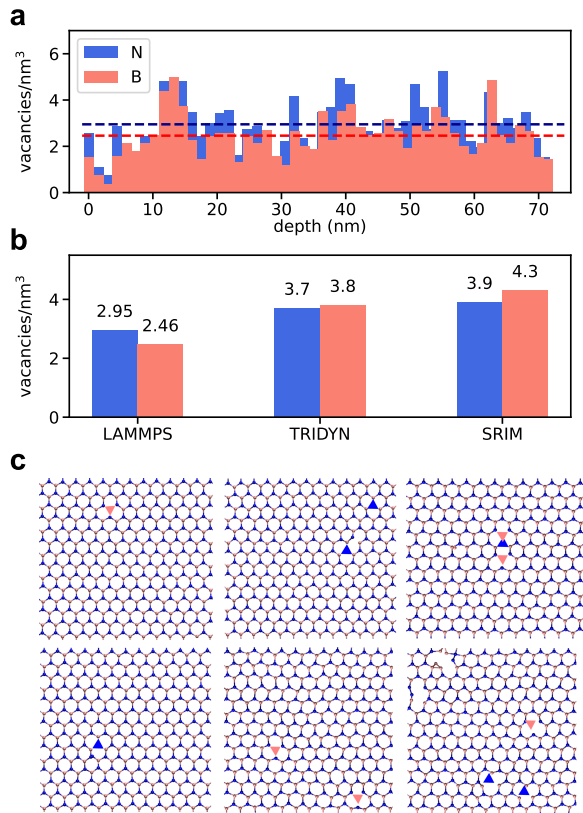 a
vacancies/nm³
6
4
2
0
N
B
0 10 20 30 40 50 60 70
depth (nm)
b
vacancies/nm³
4
2
0
2.95 2.46 3.7 3.8 3.9 4.3
LAMMPS TRIDYN SRIM
c